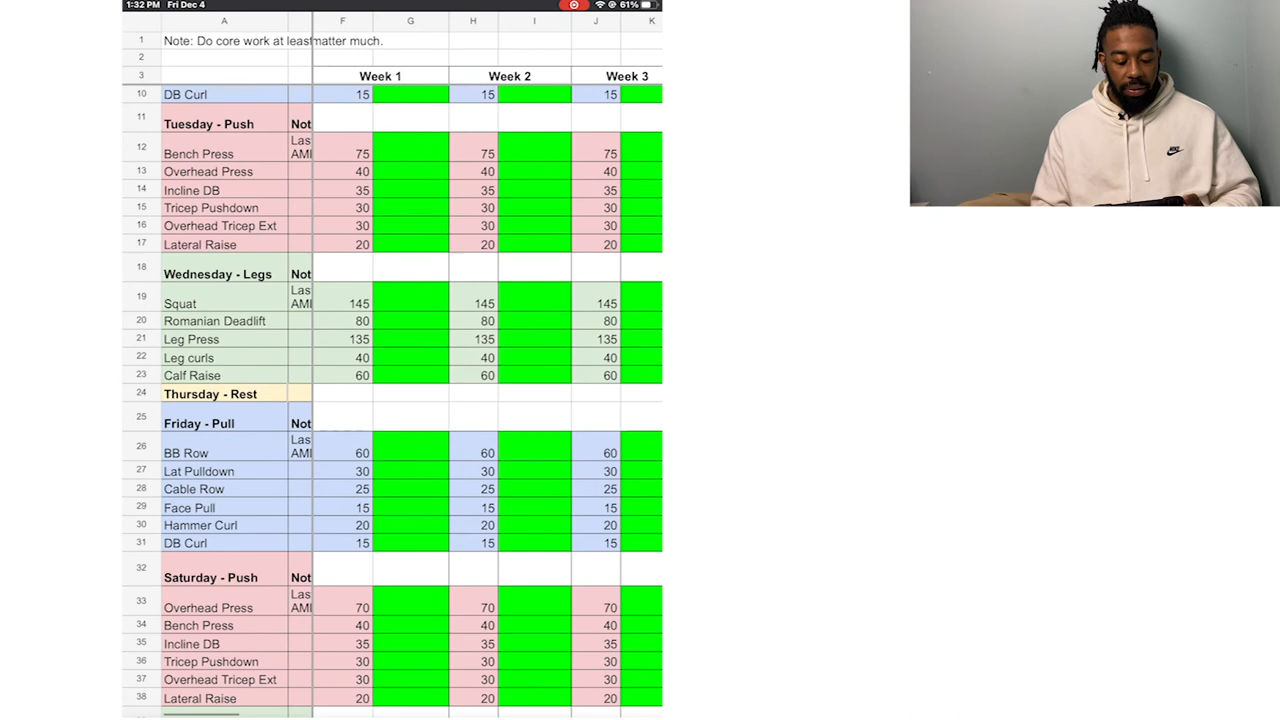 1:32 PM Fri Dec 4 61%
A F G H I J K
1 Note: Do core work at least matter much.
2
3 Week 1 Week 2 Week 3
10 DB Curl 15 15 15
11 Tuesday - Push Not
12 Las
Bench Press AMI 75 75 75
13 Overhead Press 40 40 40
14 Incline DB 35 35 35
15 Tricep Pushdown 30 30 30
16 Overhead Tricep Ext 30 30 30
17 Lateral Raise 20 20 20
18 Wednesday - Legs Not
19 Las
Squat AMI 145 145 145
20 Romanian Deadlift 80 80 80
21 Leg Press 135 135 135
22 Leg curls 40 40 40
23 Calf Raise 60 60 60
24 Thursday - Rest
25 Friday - Pull Not
26 Las
BB Row AMI 60 60 60
27 Lat Pulldown 30 30 30
28 Cable Row 25 25 25
29 Face Pull 15 15 15
30 Hammer Curl 20 20 20
31 DB Curl 15 15 15
32 Saturday - Push Not
33 Las
Overhead Press AMI 70 70 70
34 Bench Press 40 40 40
35 Incline DB 35 35 35
36 Tricep Pushdown 30 30 30
37 Overhead Tricep Ext 30 30 30
38 Lateral Raise 20 20 20
NIKE